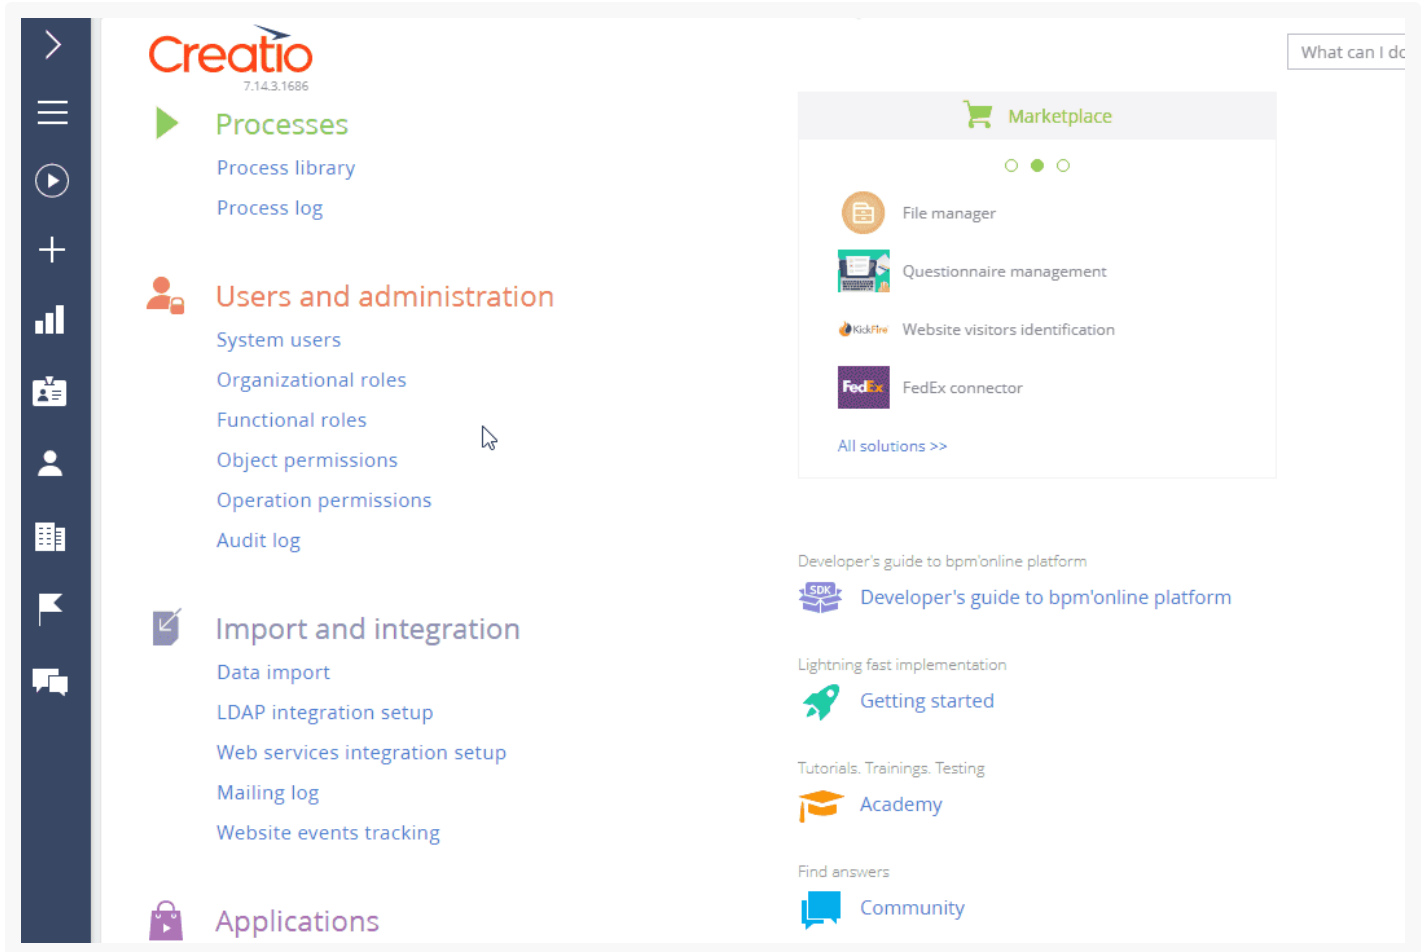 Creatio
7.14.3.1686
What can I do
Processes
Process library
Process log
Users and administration
System users
Organizational roles
Functional roles
Object permissions
Operation permissions
Audit log
Import and integration
Data import
LDAP integration setup
Web services integration setup
Mailing log
Website events tracking
Applications
Marketplace
File manager
Questionnaire management
KickFire
Website visitors identification
FedEx
FedEx connector
All solutions >>
Developer's guide to bpm'online platform
SDK
Developer's guide to bpm'online platform
Lightning fast implementation
Getting started
Tutorials. Trainings. Testing
Academy
Find answers
Community